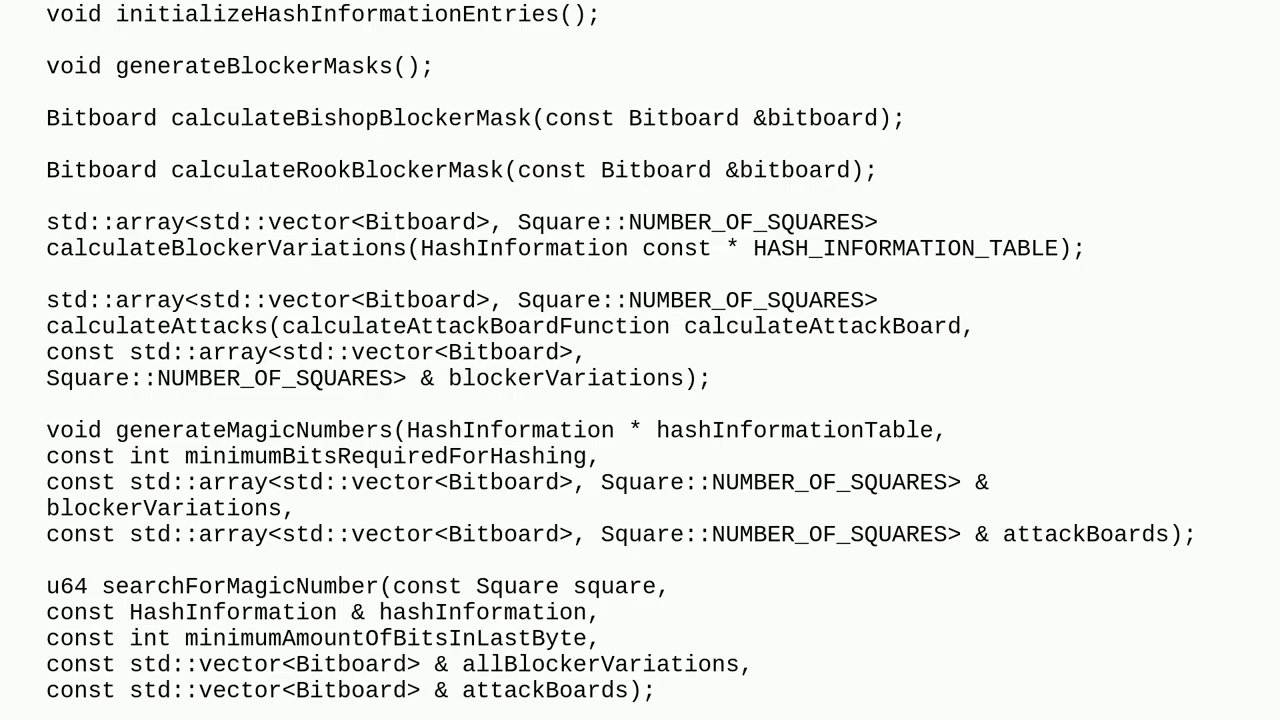 void initializeHashInformationEntries();
void generateBlockerMasks();
Bitboard calculateBishopBlockerMask(const Bitboard &bitboard);
Bitboard calculateRookBlockerMask(const Bitboard &bitboard);
std::array<std::vector<Bitboard>, Square::NUMBER_OF_SQUARES>
calculateBlockerVariations(HashInformation const * HASH_INFORMATION_TABLE);
std::array<std::vector<Bitboard>, Square::NUMBER_OF_SQUARES>
calculateAttacks(calculateAttackBoardFunction calculateAttackBoard,
const std::array<std::vector<Bitboard>,
Square::NUMBER_OF_SQUARES> & blockerVariations);
void generateMagicNumbers(HashInformation * hashInformationTable,
const int minimumBitsRequiredForHashing,
const std::array<std::vector<Bitboard>, Square::NUMBER_OF_SQUARES> &
blockerVariations,
const std::array<std::vector<Bitboard>, Square::NUMBER_OF_SQUARES> & attackBoards);
u64 searchForMagicNumber(const Square square,
const HashInformation & hashInformation,
const int minimumAmountOfBitsInLastByte,
const std::vector<Bitboard> & allBlockerVariations,
const std::vector<Bitboard> & attackBoards);